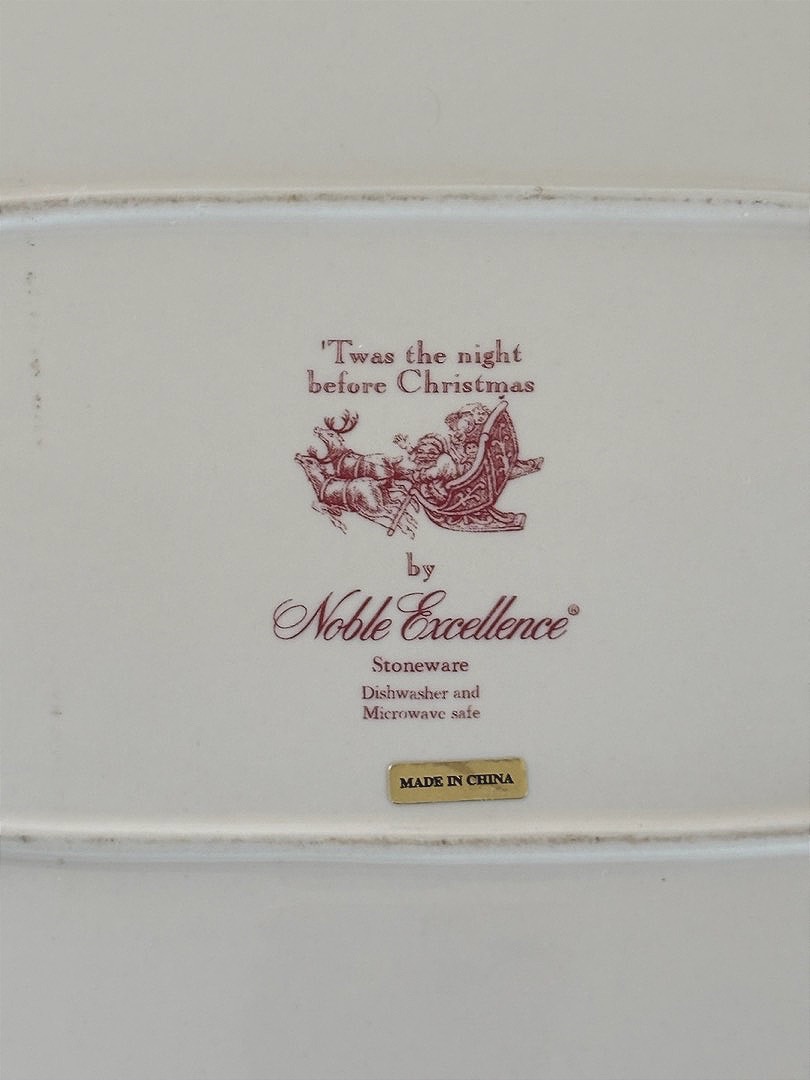 'Twas the night
before Christmas
by
Noble Excellence®
Stoneware
Dishwasher and
Microwave safe
MADE IN CHINA